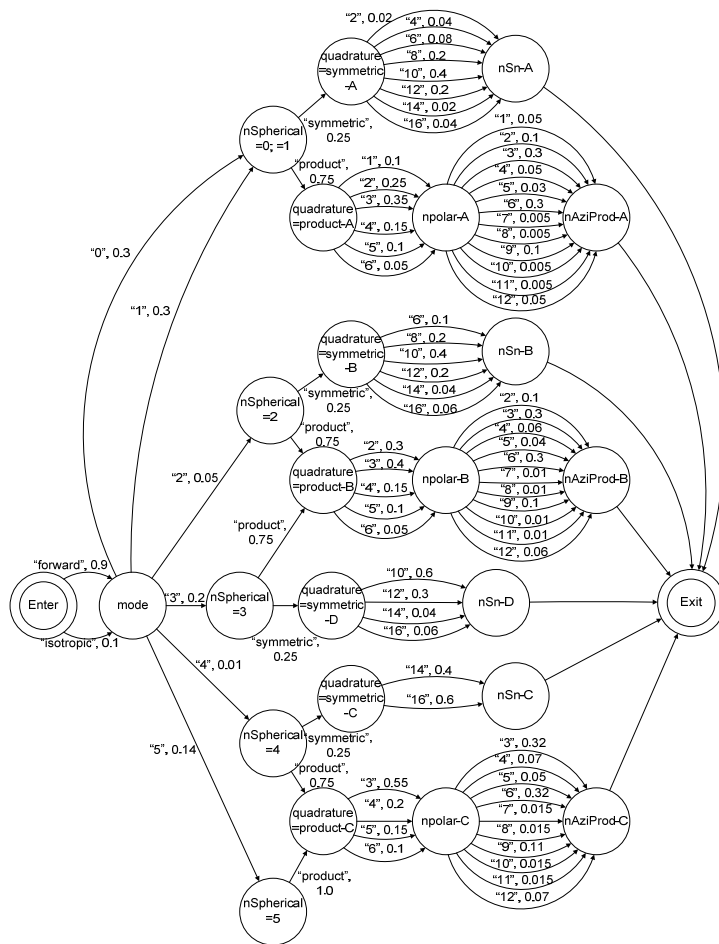 “2”, 0.02
“4”, 0.04
“6”, 0.08
“8”, 0.2
“10”, 0.4
“12”, 0.2
“14”, 0.02
“16”, 0.04
quadrature
=symmetric
-A
nSn-A
nSpherical
=0; =1
“symmetric”,
0.25
“product”,
0.75
quadrature
=product-A
“1”, 0.1
“2”, 0.25
“3”, 0.35
“4”, 0.15
“5”, 0.1
“6”, 0.05
npolar-A
“1”, 0.05
“2”, 0.1
“3”, 0.3
“4”, 0.05
“5”, 0.03
“6”, 0.3
“7”, 0.005
“8”, 0.005
“9”, 0.1
“10”, 0.005
“11”, 0.005
“12”, 0.05
nAziProd-A
“0”, 0.3
“1”, 0.3
quadrature
=symmetric
-B
“6”, 0.1
“8”, 0.2
“10”, 0.4
“12”, 0.2
“14”, 0.04
“16”, 0.06
nSn-B
nSpherical
=2
“symmetric”,
0.25
“product”,
0.75
quadrature
=product-B
“2”, 0.3
“3”, 0.4
“4”, 0.15
“5”, 0.1
“6”, 0.05
npolar-B
“2”, 0.1
“3”, 0.3
“4”, 0.06
“5”, 0.04
“6”, 0.3
“7”, 0.01
“8”, 0.01
“9”, 0.1
“10”, 0.01
“11”, 0.01
“12”, 0.06
nAziProd-B
“2”, 0.05
“product”,
0.75
“forward”, 0.9
Enter
“isotropic”, 0.1
mode
“3”, 0.2
nSpherical
=3
“symmetric”,
0.25
quadrature
=symmetric
-D
“10”, 0.6
“12”, 0.3
“14”, 0.04
“16”, 0.06
nSn-D
Exit
“4”, 0.01
“5”, 0.14
quadrature
=symmetric
-C
“14”, 0.4
“16”, 0.6
nSn-C
nSpherical
=4
“symmetric”,
0.25
“product”,
0.75
quadrature
=product-C
“3”, 0.55
“4”, 0.2
“5”, 0.15
“6”, 0.1
npolar-C
“3”, 0.32
“4”, 0.07
“5”, 0.05
“6”, 0.32
“7”, 0.015
“8”, 0.015
“9”, 0.11
“10”, 0.015
“11”, 0.015
“12”, 0.07
nAziProd-C
“product”,
1.0
nSpherical
=5